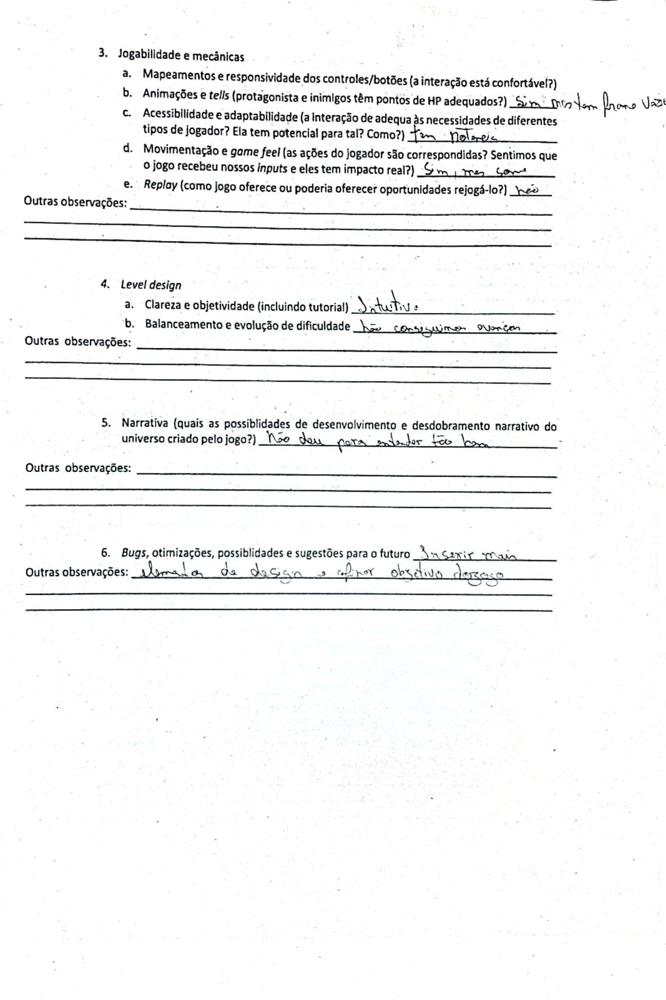 3. Jogabilidade e mecânicas
a. Mapeamentos e responsividade dos controles/botões (a interação está confortável?)
b. Animações e tells (protagonista e inimigos têm pontos de HP adequados?) Sim mas tem frame
c. Acessibilidade e adaptabilidade (a interação de adequa às necessidades de diferentes
tipos de jogador? Ela tem potencial para tal? Como?) tem
d. Movimentação e game feel (as ações do jogador são correspondidas? Sentimos que
o jogo recebeu nossos inputs e eles tem impacto real?) Sim, mas some
e. Replay (como jogo oferece ou poderia oferecer oportunidades rejogá-lo?) não
Outras observações:
4. Level design
a. Clareza e objetividade (incluindo tutorial) Intuitivo
b. Balanceamento e evolução de dificuldade não conseguimos avançar
Outras observações:
5. Narrativa (quais as possiblidades de desenvolvimento e desdobramento narrativo do
universo criado pelo jogo?) Não deu para entender tão bem
Outras observações:
6. Bugs, otimizações, possiblidades e sugestões para o futuro Inserir mais
Outras observações: elementos de design e afinar objetivo